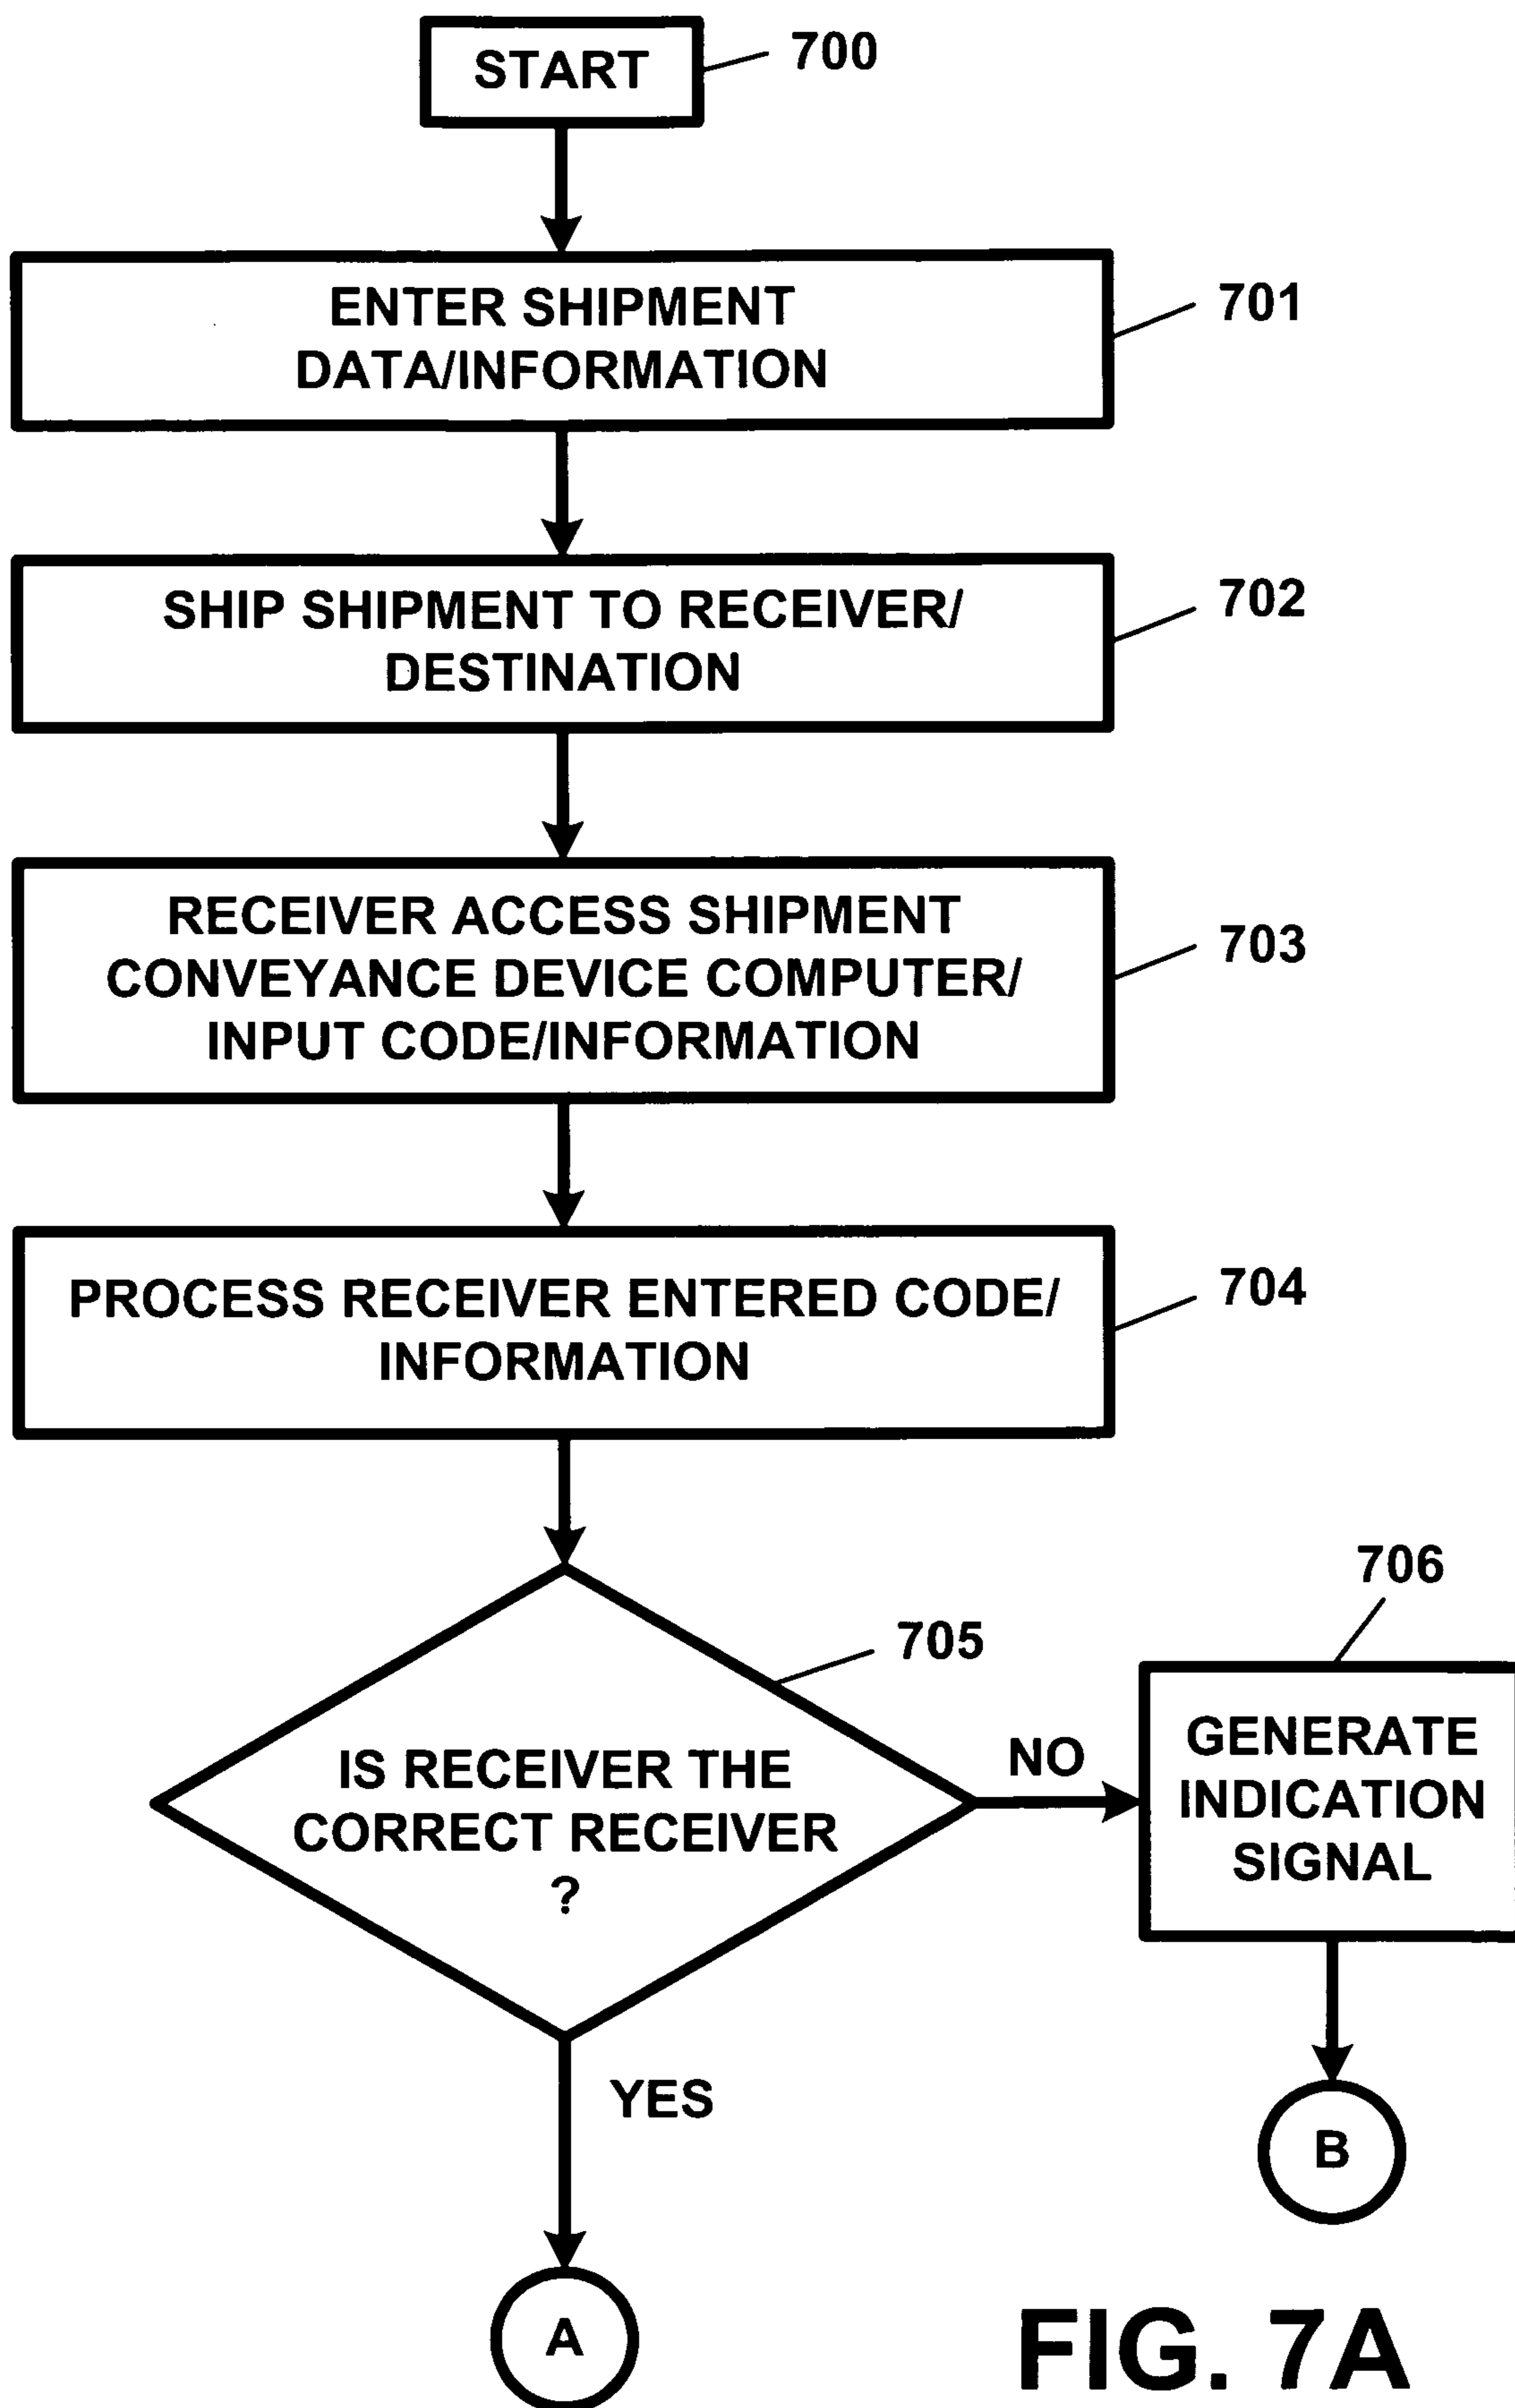 START
700
ENTER SHIPMENT
DATA/INFORMATION
701
SHIP SHIPMENT TO RECEIVER/
DESTINATION
702
RECEIVER ACCESS SHIPMENT
CONVEYANCE DEVICE COMPUTER/
INPUT CODE/INFORMATION
703
PROCESS RECEIVER ENTERED CODE/
INFORMATION
704
IS RECEIVER THE
CORRECT RECEIVER
?
705
NO
706
GENERATE
INDICATION
SIGNAL
YES
B
A
FIG. 7A